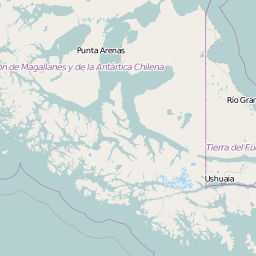 Punta Arenas
ón de Magallanes y de la Antártica Chilena
Río Gran
Tierra del Fue
Ushuaia